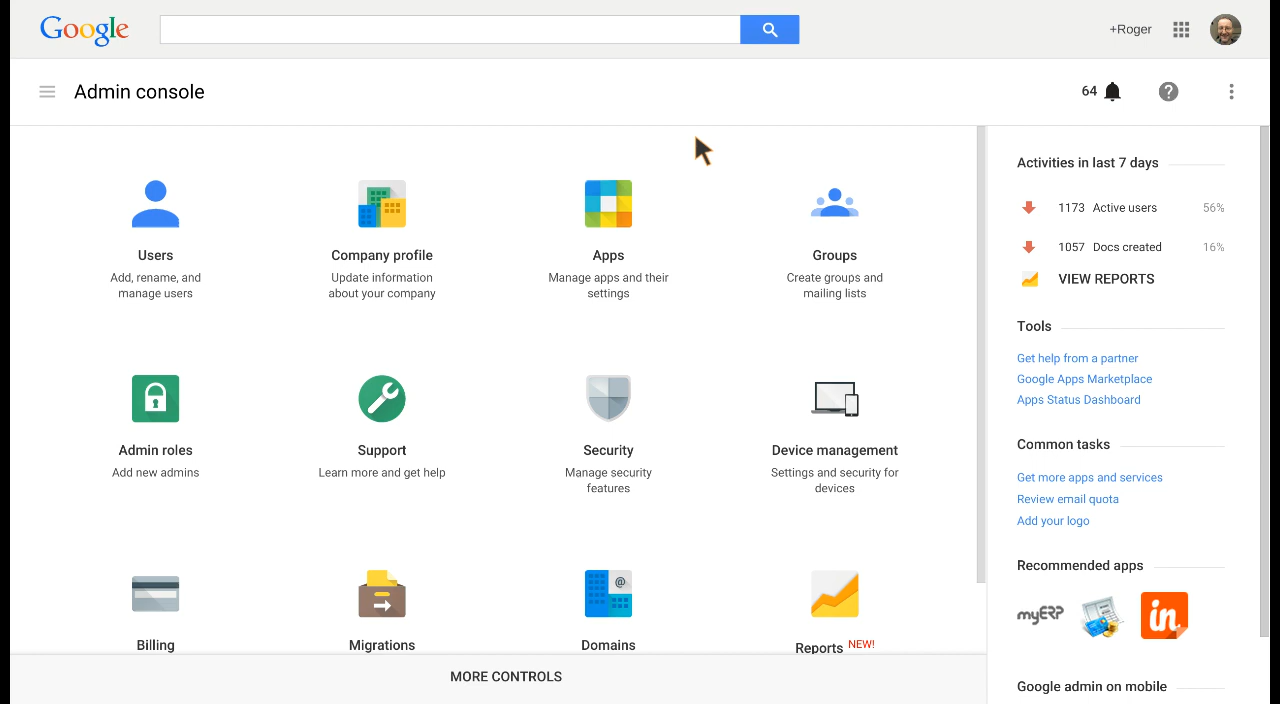 Google
+Roger
Admin console
64
Users
Add, rename, and
manage users
Company profile
Update information
about your company
Apps
Manage apps and their
settings
Groups
Create groups and
mailing lists
Admin roles
Add new admins
Support
Learn more and get help
Security
Manage security
features
Device management
Settings and security for
devices
Billing
Migrations
@
Domains
Reports NEW!
MORE CONTROLS
Activities in last 7 days
1173 Active users 56%
1057 Docs created 16%
VIEW REPORTS
Tools
Get help from a partner
Google Apps Marketplace
Apps Status Dashboard
Common tasks
Get more apps and services
Review email quota
Add your logo
Recommended apps
myERP
in
Google admin on mobile